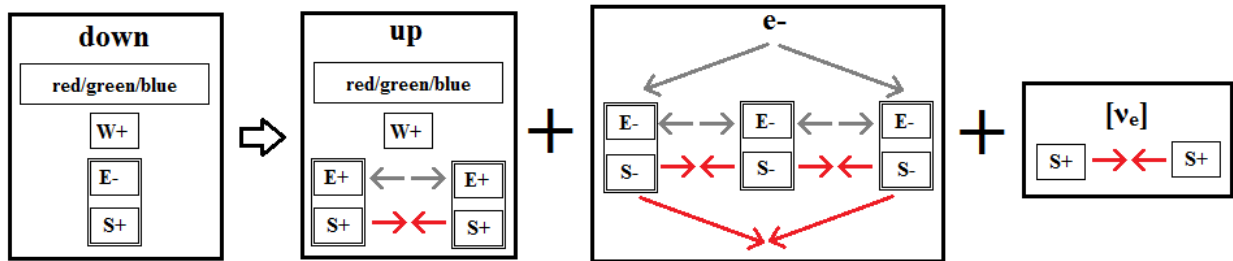 down
red/green/blue
W+
E-
S+
up
red/green/blue
W+
E+ E+
S+ S+
+
e-
E- E- E-
S- S- S-
+
[νe]
S+ S+